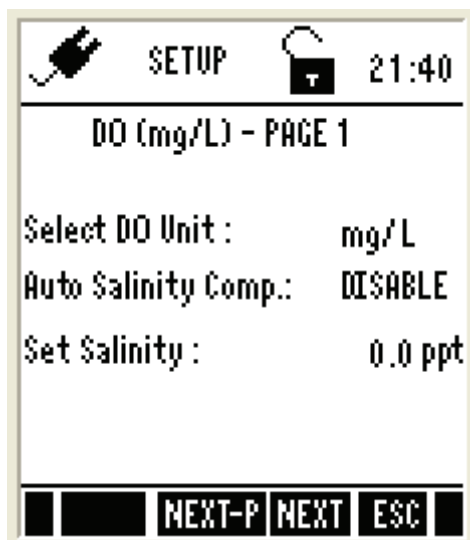 SETUP 21:40
DO (mg/L) - PAGE 1
Select DO Unit : mg/L
Auto Salinity Comp.: DISABLE
Set Salinity : 0.0 ppt
NEXT-P NEXT ESC